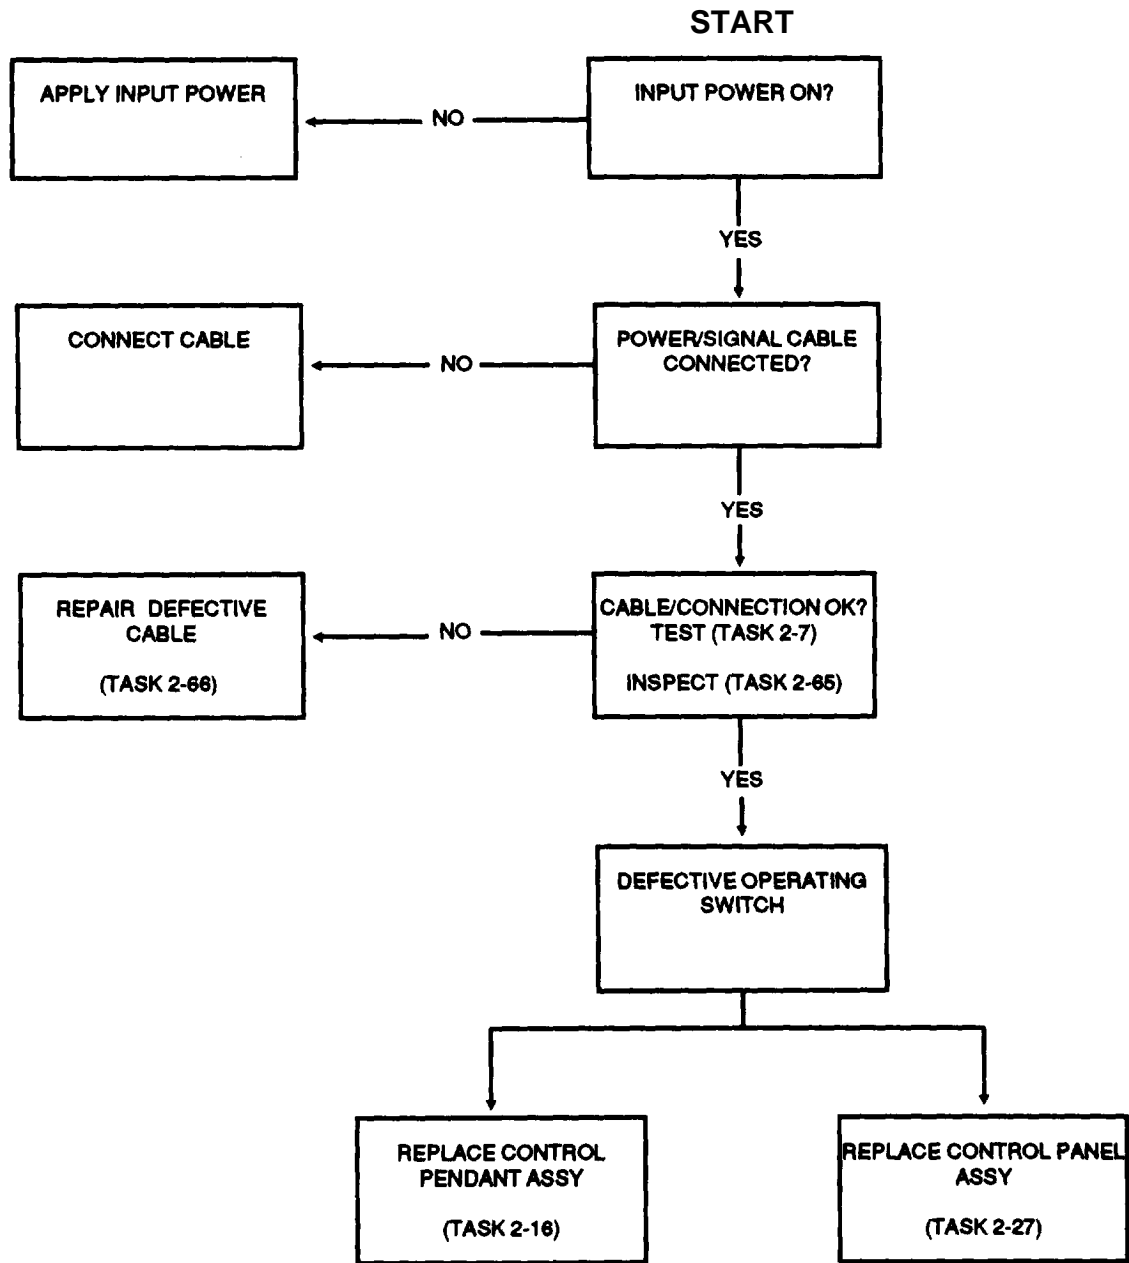 START
INPUT POWER ON?
NO
APPLY INPUT POWER
YES
POWER/SIGNAL CABLE
CONNECTED?
NO
CONNECT CABLE
YES
CABLE/CONNECTION OK?
TEST (TASK 2-7)
INSPECT (TASK 2-65)
NO
REPAIR DEFECTIVE
CABLE
(TASK 2-66)
YES
DEFECTIVE OPERATING
SWITCH
REPLACE CONTROL
PENDANT ASSY
(TASK 2-16)
REPLACE CONTROL PANEL
ASSY
(TASK 2-27)